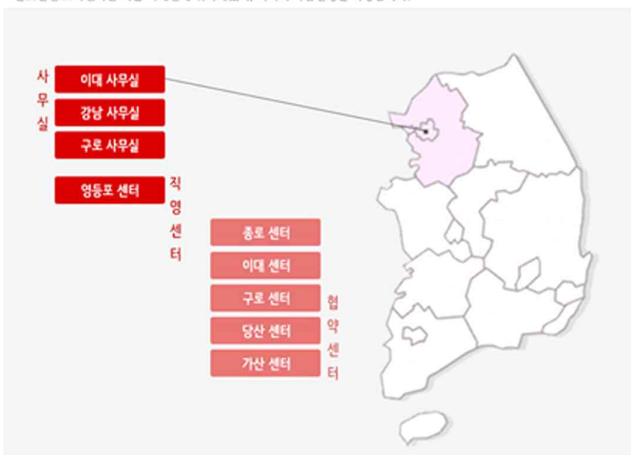 사무실
이대 사무실
강남 사무실
구로 사무실
영등포 센터
직영센터
종로 센터
이대 센터
구로 센터
당산 센터
가산 센터
협약센터